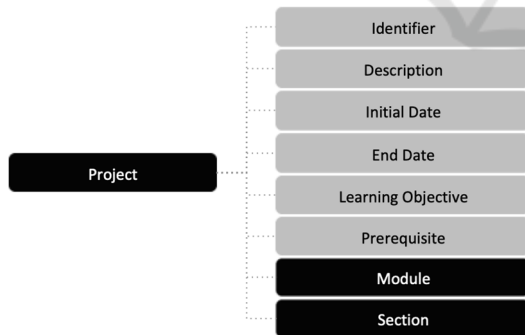 Identifier
Description
Initial Date
End Date
Project
Learning Objective
Prerequisite
Module
Section